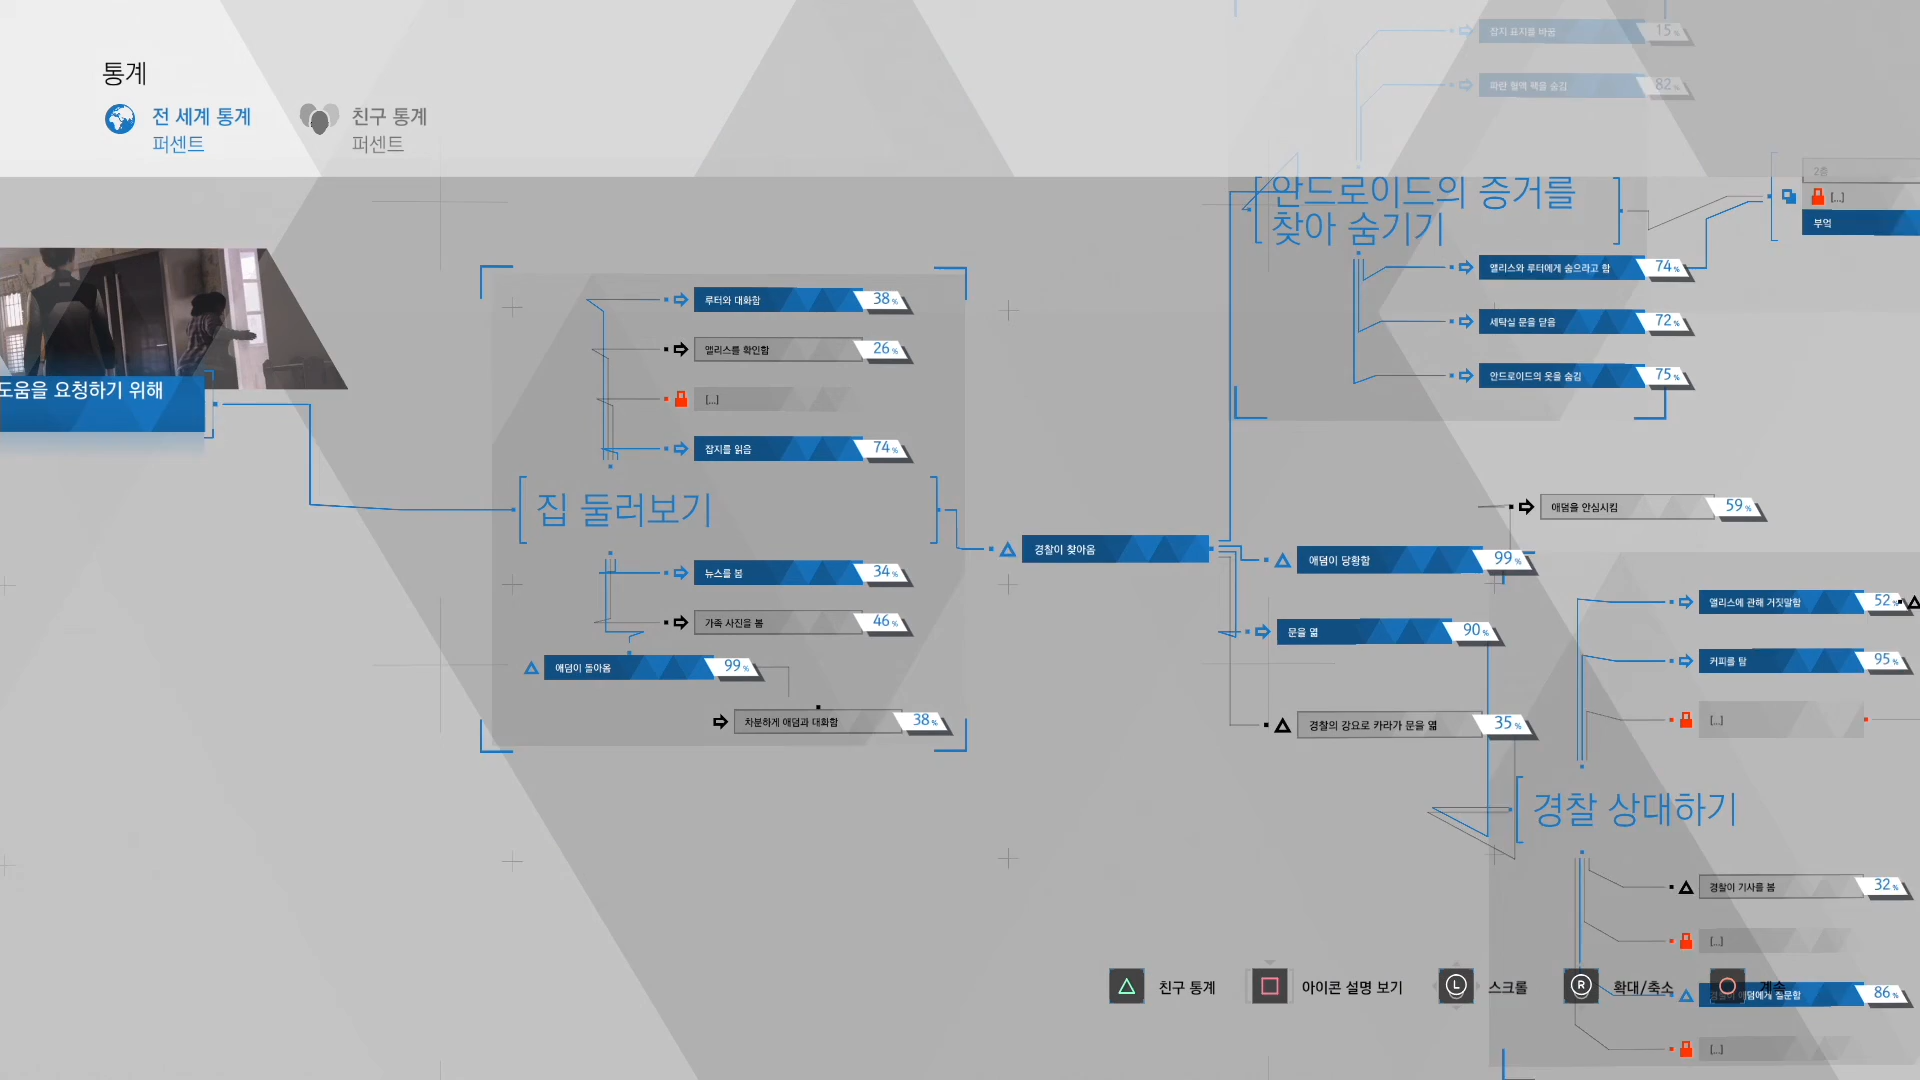 통계
전 세계 통계
퍼센트
친구 통계
퍼센트
도움을 요청하기 위해
루터와 대화함 38%
앨리스를 확인함 26%
[...]
잡지를 읽음 74%
집 둘러보기
뉴스를 봄 34%
가족 사진을 봄 46%
애덤이 돌아옴 99%
차분하게 애덤과 대화함 38%
경찰이 찾아옴
잡지 표지를 바꿈 15%
파란 혈액 팩을 숨김 82%
안드로이드의 증거를
찾아 숨기기
앨리스와 루터에게 숨으라고 함 74%
세탁실 문을 닫음 72%
안드로이드의 옷을 숨김 75%
2층
[...]
부엌
애덤을 안심시킴 59%
애덤이 당황함 99%
문을 엶 90%
경찰의 강요로 카라가 문을 엶 35%
앨리스에 관해 거짓말함 52%
커피를 탐 95%
[...]
경찰 상대하기
경찰이 기사를 봄 32%
[...]
경찰이 애덤에게 질문함 86%
[...]
친구 통계
아이콘 설명 보기
L 스크롤
R 확대/축소
계속